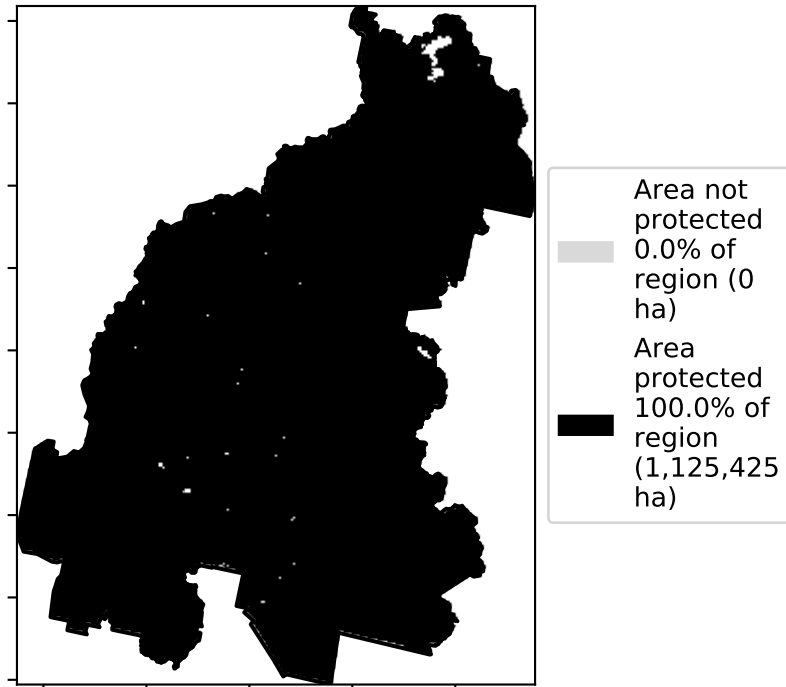 Area not
protected
0.0% of
region (0
ha)
Area
protected
100.0% of
region
(1,125,425
ha)